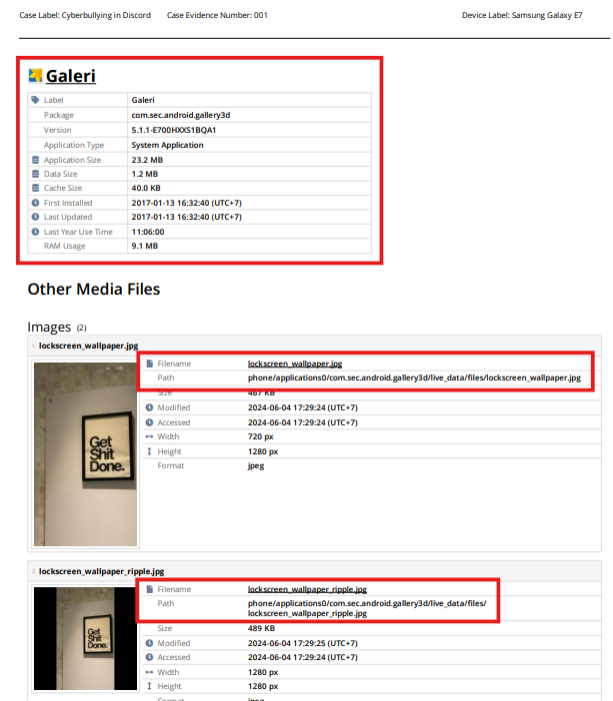 Case Label: Cyberbullying in Discord Case Evidence Number: 001 Device Label: Samsung Galaxy E7
Galeri
Label Galeri
Package com.sec.android.gallery3d
Version 5.1.1-E700HXXS1BQA1
Application Type System Application
Application Size 23.2 MB
Data Size 1.2 MB
Cache Size 40.0 KB
First Installed 2017-01-13 16:32:40 (UTC+7)
Last Updated 2017-01-13 16:32:40 (UTC+7)
Last Year Use Time 11:06:00
RAM Usage 9.1 MB
Other Media Files
Images (2)
1 lockscreen_wallpaper.jpg
Get
Shit
Done.
Filename lockscreen_wallpaper.jpg
Path phone/applications0/com.sec.android.gallery3d/live_data/files/lockscreen_wallpaper.jpg
Size 467 KB
Modified 2024-06-04 17:29:24 (UTC+7)
Accessed 2024-06-04 17:29:24 (UTC+7)
Width 720 px
Height 1280 px
Format jpeg
2 lockscreen_wallpaper_ripple.jpg
Get
Shit
Done.
Filename lockscreen_wallpaper_ripple.jpg
Path phone/applications0/com.sec.android.gallery3d/live_data/files/
lockscreen_wallpaper_ripple.jpg
Size 489 KB
Modified 2024-06-04 17:29:25 (UTC+7)
Accessed 2024-06-04 17:29:24 (UTC+7)
Width 1280 px
Height 1280 px
Format jpeg